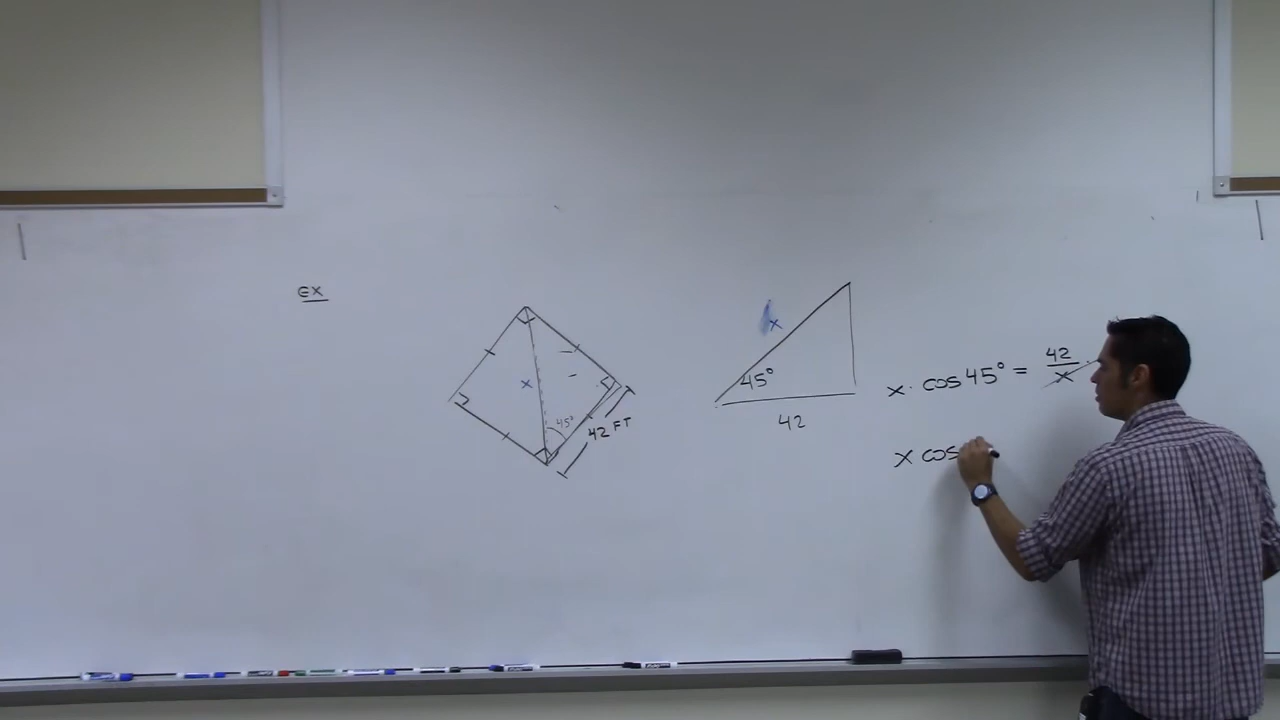 EX
x
45°
42 FT
x
45°
42
x · cos 45° = 42/x ·
x cos